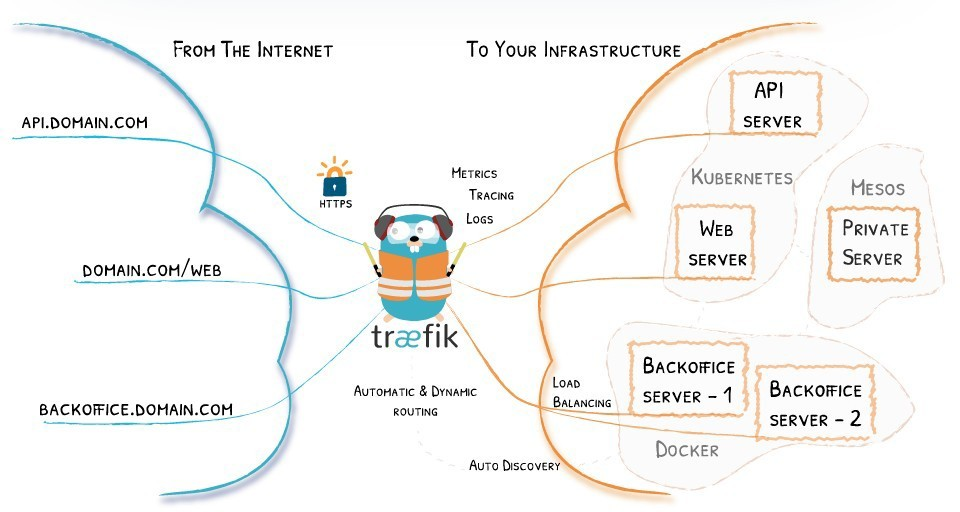 From The Internet
To Your Infrastructure
api.domain.com
HTTPS
Metrics
Tracing
Logs
API
server
Kubernetes
Mesos
Web
server
Private
Server
domain.com/web
træfik
Automatic & Dynamic
routing
Load
Balancing
Backoffice
server - 1
Backoffice
server - 2
backoffice.domain.com
Docker
Auto Discovery